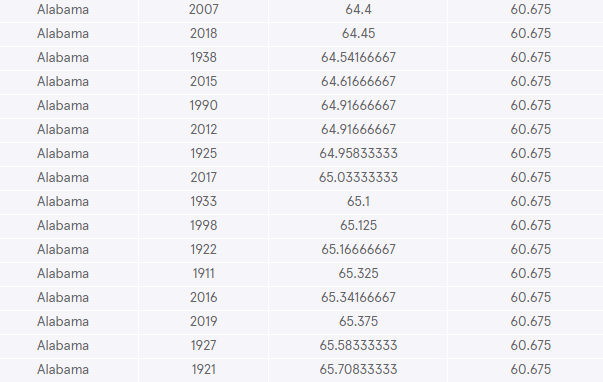 Alabama 2007 64.4 60.675
Alabama 2018 64.45 60.675
Alabama 1938 64.54166667 60.675
Alabama 2015 64.61666667 60.675
Alabama 1990 64.91666667 60.675
Alabama 2012 64.91666667 60.675
Alabama 1925 64.95833333 60.675
Alabama 2017 65.03333333 60.675
Alabama 1933 65.1 60.675
Alabama 1998 65.125 60.675
Alabama 1922 65.16666667 60.675
Alabama 1911 65.325 60.675
Alabama 2016 65.34166667 60.675
Alabama 2019 65.375 60.675
Alabama 1927 65.58333333 60.675
Alabama 1921 65.70833333 60.675